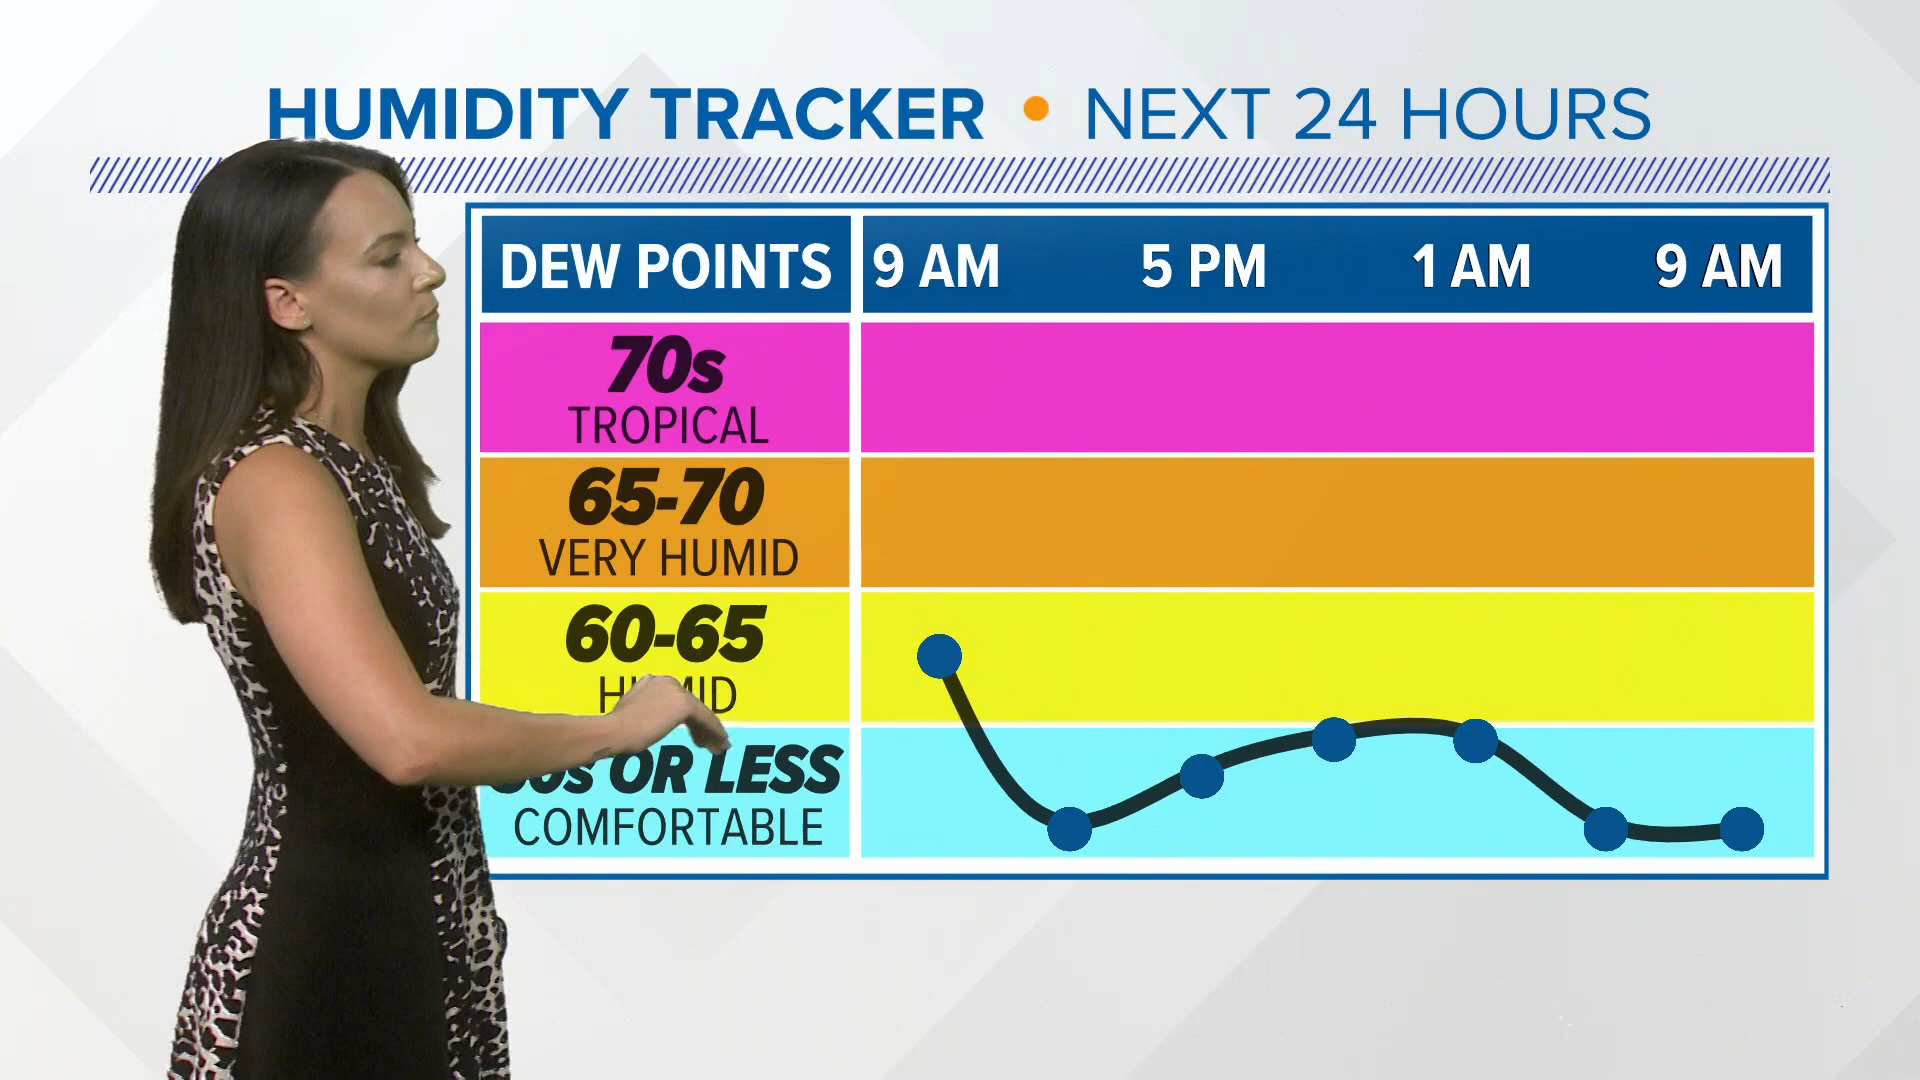 HUMIDITY TRACKER • NEXT 24 HOURS
DEW POINTS 9 AM 5 PM 1 AM 9 AM
70s
TROPICAL
65-70
VERY HUMID
60-65
OR LESS
COMFORTABLE